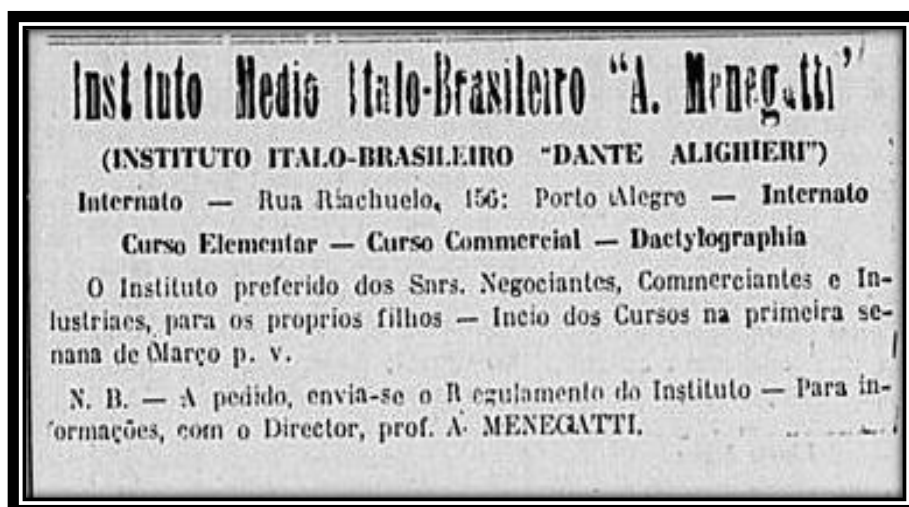 Instituto Medio Italo-Brasileiro "A. Menegatti"
(INSTITUTO ITALO-BRASILEIRO "DANTE ALIGHIERI")
Internato — Rua Riachuelo, 156: Porto Alegre — Internato
Curso Elementar — Curso Commercial — Dactylographia
O Instituto preferido dos Snrs. Negociantes, Commerciantes e In-
lustriaes, para os proprios filhos — Incio dos Cursos na primeira se-
nana de Março p. v.
N. B. — A pedido, envia-se o R egulamento do Instituto — Para in-
formações, com o Director, prof. A. MENEGATTI.